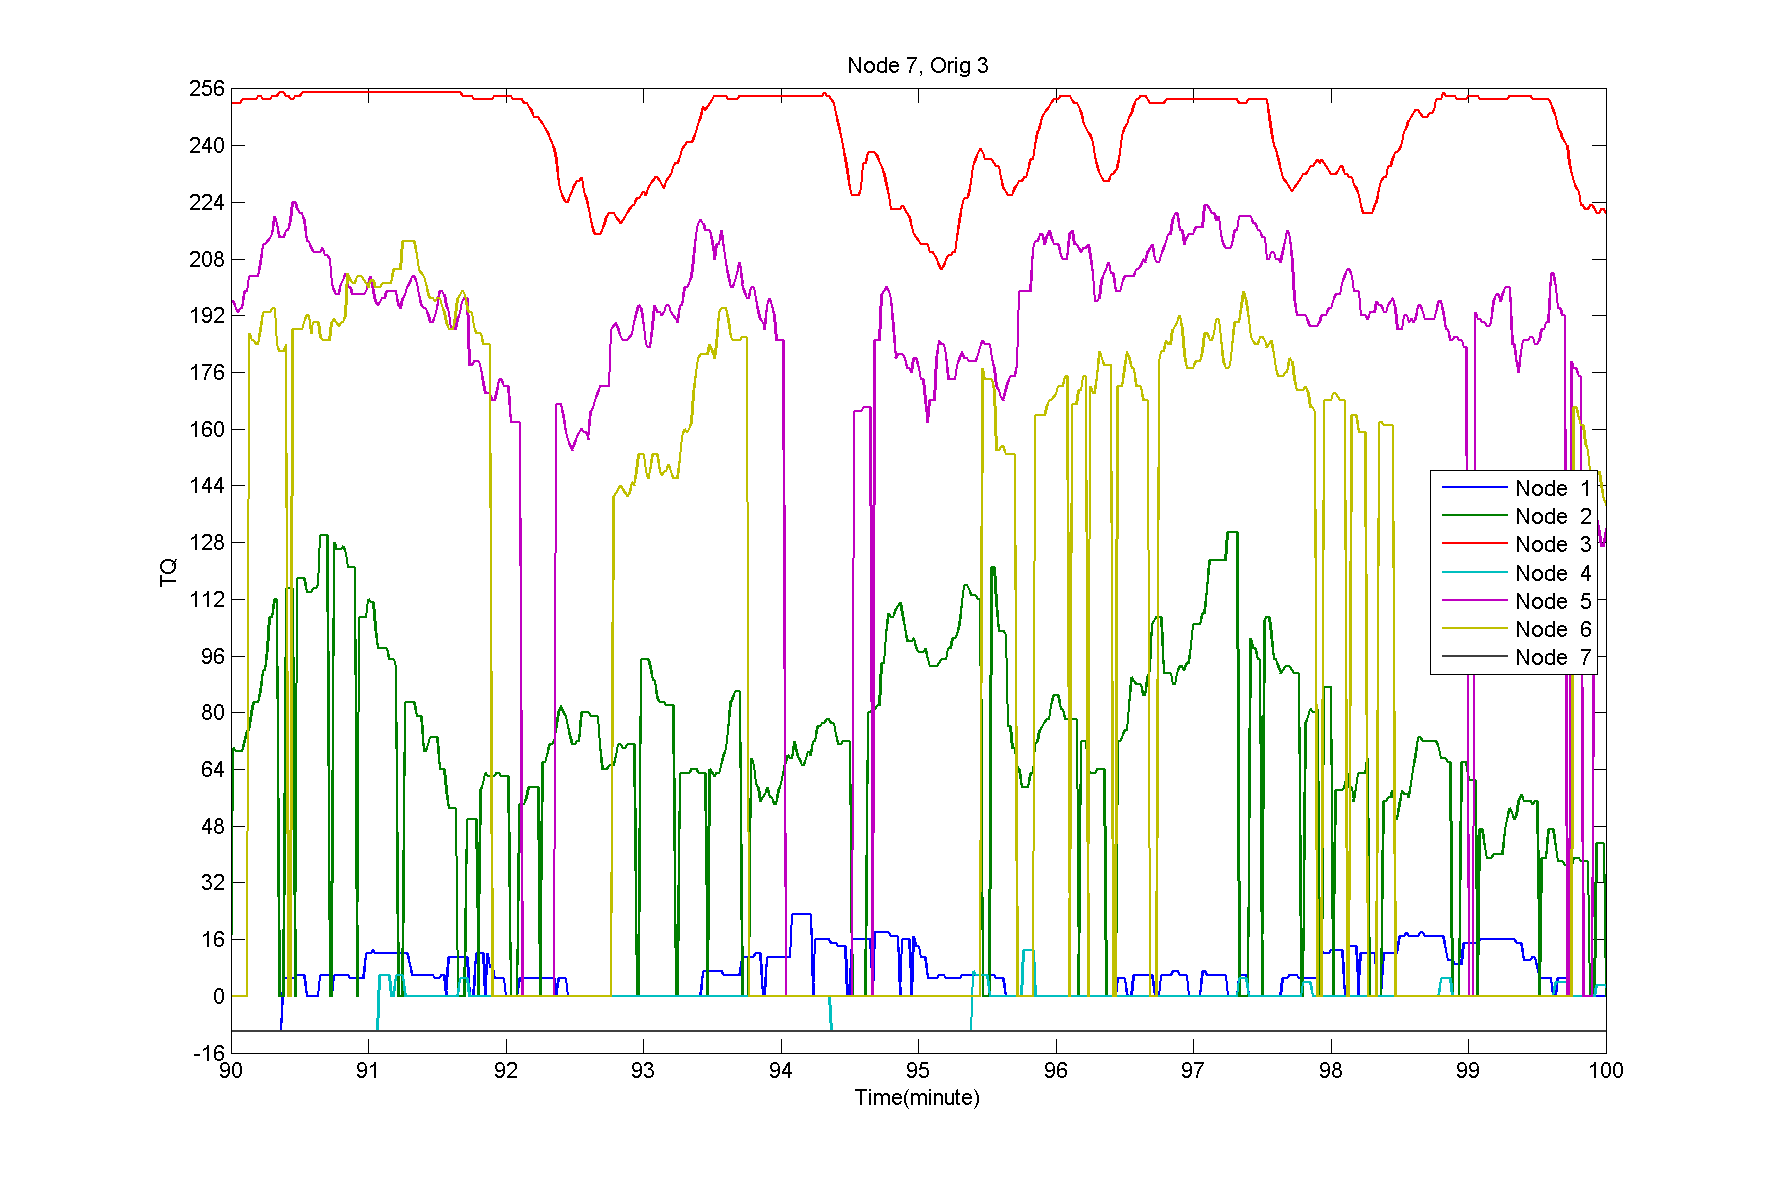 Node 7, Orig 3
256
240
224
208
192
176
160
144
128
112
96
80
64
48
32
16
0
-16
TQ
90 91 92 93 94 95 96 97 98 99 100
Time(minute)
Node 1
Node 2
Node 3
Node 4
Node 5
Node 6
Node 7